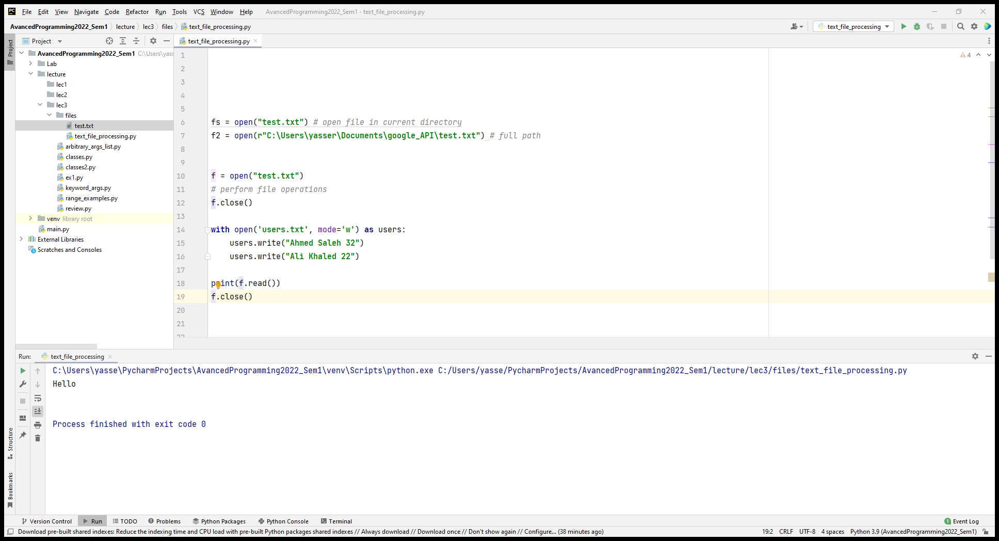 File Edit View Navigate Code Refactor Run Tools VCS Window Help AvancedProgramming2022_Sem1 - text_file_processing.py
AvancedProgramming2022_Sem1 lecture lec3 files text_file_processing.py text_file_processing
Project
Project
text_file_processing.py
AvancedProgramming2022_Sem1 C:\Users\yass
Lab
lecture
lec1
lec2
lec3
files
test.txt
text_file_processing.py
arbitrary_args_list.py
classes.py
classes2.py
ex1.py
keyword_args.py
range_examples.py
review.py
venv library root
main.py
External Libraries
Scratches and Consoles
4
1
2
3
4
5
6 fs = open("test.txt") # open file in current directory
7 f2 = open(r"C:\Users\yasser\Documents\google_API\test.txt") # full path
8
9
10 f = open("test.txt")
11 # perform file operations
12 f.close()
13
14 with open('users.txt', mode='w') as users:
15 users.write("Ahmed Saleh 32")
16 users.write("Ali Khaled 22")
17
18 print(f.read())
19 f.close()
20
21
22
Run: text_file_processing
C:\Users\yasse\PycharmProjects\AvancedProgramming2022_Sem1\venv\Scripts\python.exe C:/Users/yasse/PycharmProjects/AvancedProgramming2022_Sem1/lecture/lec3/files/text_file_processing.py
Hello
Process finished with exit code 0
Structure
Bookmarks
Version Control Run TODO Problems Python Packages Python Console Terminal 1 Event Log
Download pre-built shared indexes: Reduce the indexing time and CPU load with pre-built Python packages shared indexes // Always download // Download once // Don't show again // Configure... (38 minutes ago) 19:2 CRLF UTF-8 4 spaces Python 3.9 (AvancedProgramming2022_Sem1)